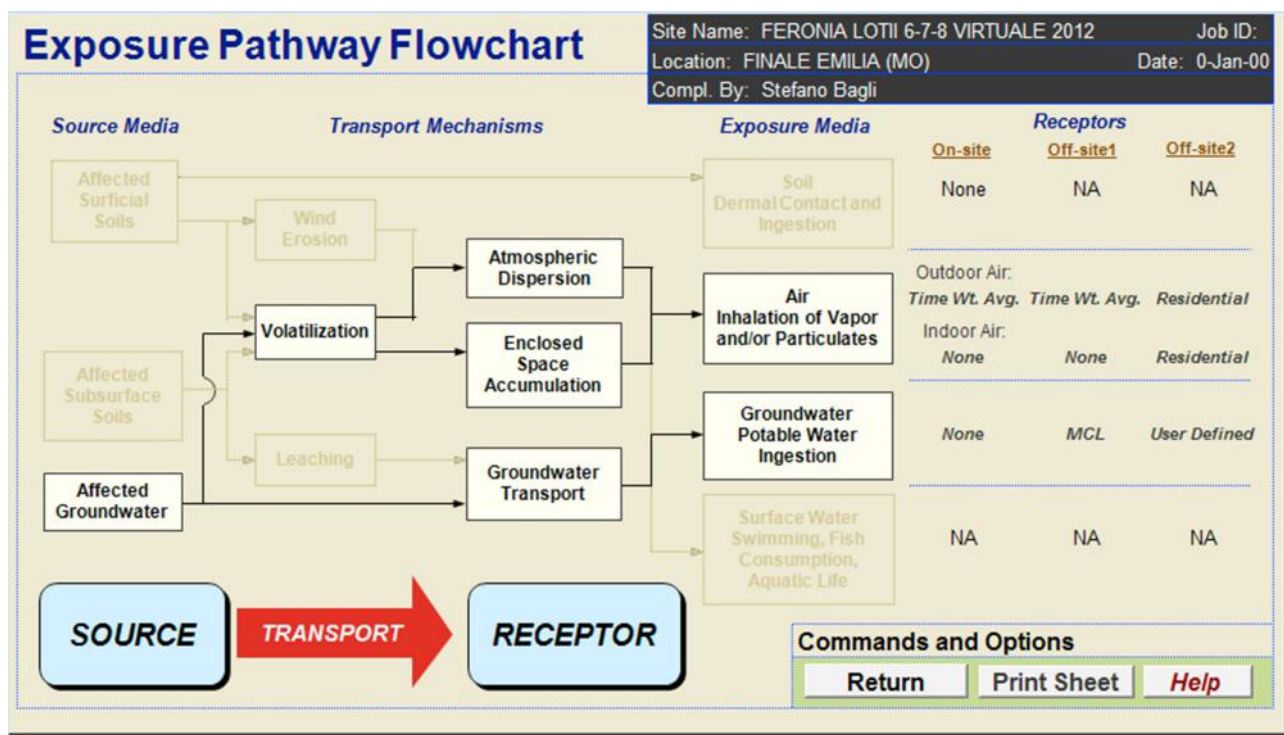 Exposure Pathway Flowchart
Site Name: FERONIA LOTII 6-7-8 VIRTUALE 2012 Job ID:
Location: FINALE EMILIA (MO) Date: 0-Jan-00
Compl. By: Stefano Bagli
Source Media Transport Mechanisms Exposure Media Receptors
On-site Off-site1 Off-site2
Affected
Surficial
Soils
Wind
Erosion
Soil
Dermal Contact and
Ingestion
None NA NA
Atmospheric
Dispersion
Volatilization
Enclosed
Space
Accumulation
Air
Inhalation of Vapor
and/or Particulates
Outdoor Air:
Time Wt. Avg. Time Wt. Avg. Residential
Indoor Air:
None None Residential
Affected
Subsurface
Soils
Leaching
Groundwater
Potable Water
Ingestion
None MCL User Defined
Affected
Groundwater
Groundwater
Transport
Surface Water
Swimming, Fish
Consumption,
Aquatic Life
NA NA NA
SOURCE TRANSPORT RECEPTOR
Commands and Options
Return Print Sheet Help